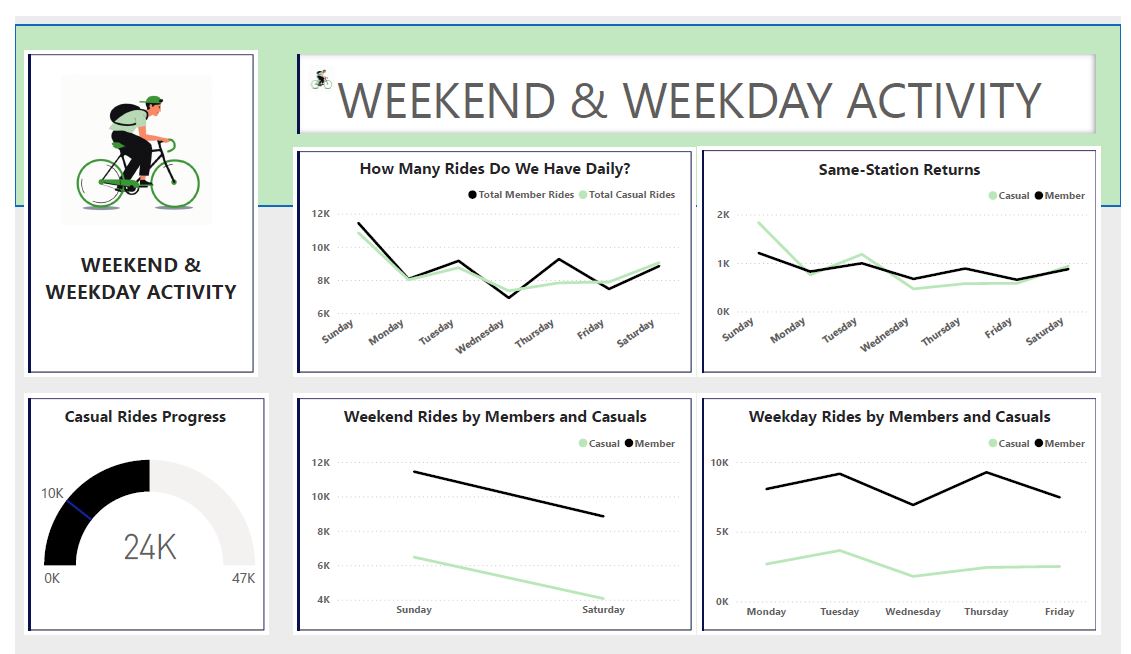 WEEKEND & WEEKDAY ACTIVITY
WEEKEND &
WEEKDAY ACTIVITY
How Many Rides Do We Have Daily?
Total Member Rides Total Casual Rides
12K
10K
8K
6K
Sunday Monday Tuesday Wednesday Thursday Friday Saturday
Same-Station Returns
Casual Member
2K
1K
0K
Sunday Monday Tuesday Wednesday Thursday Friday Saturday
Casual Rides Progress
10K
24K
0K 47K
Weekend Rides by Members and Casuals
Casual Member
12K
10K
8K
6K
4K
Sunday Saturday
Weekday Rides by Members and Casuals
Casual Member
10K
5K
0K
Monday Tuesday Wednesday Thursday Friday